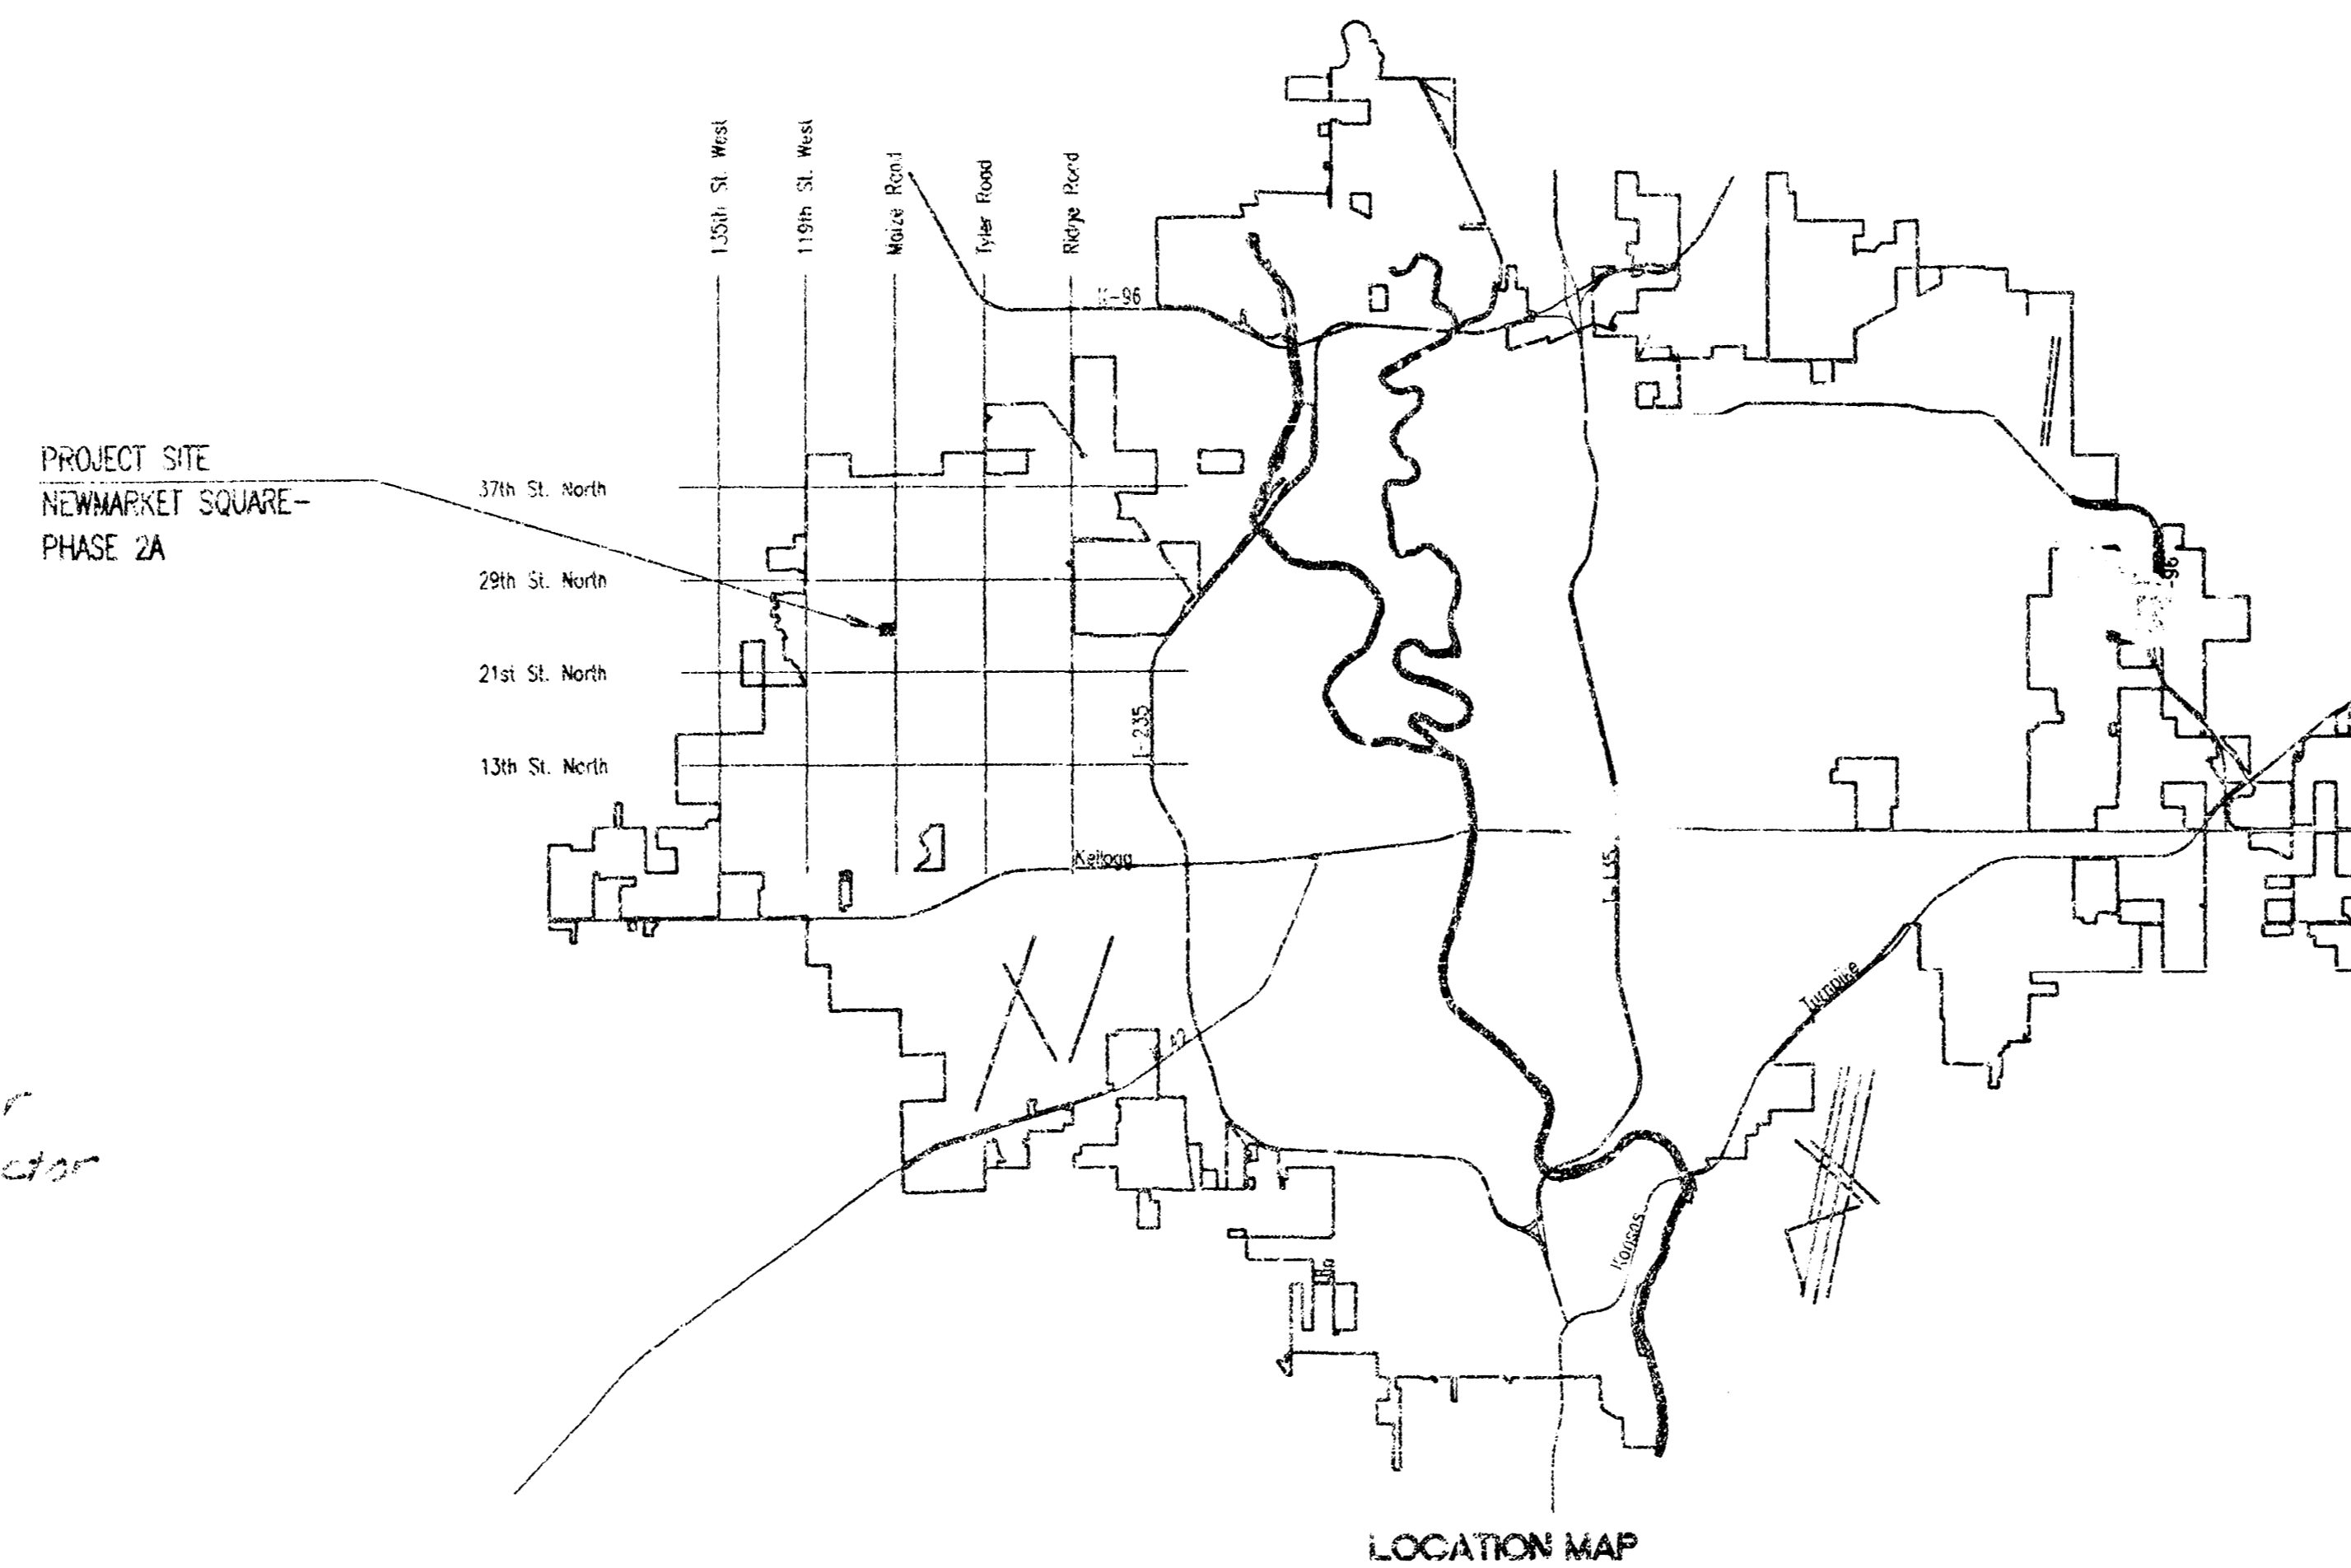 135th St. West
119th St. West
Maize Road
Tyler Road
Ridge Road
K-96
PROJECT SITE
NEWMARKET SQUARE-
PHASE 2A
37th St. North
29th St. North
21st St. North
13th St. North
I-235
Kellogg
I-135
-96
Turnpike
Kansas
LOCATION MAP